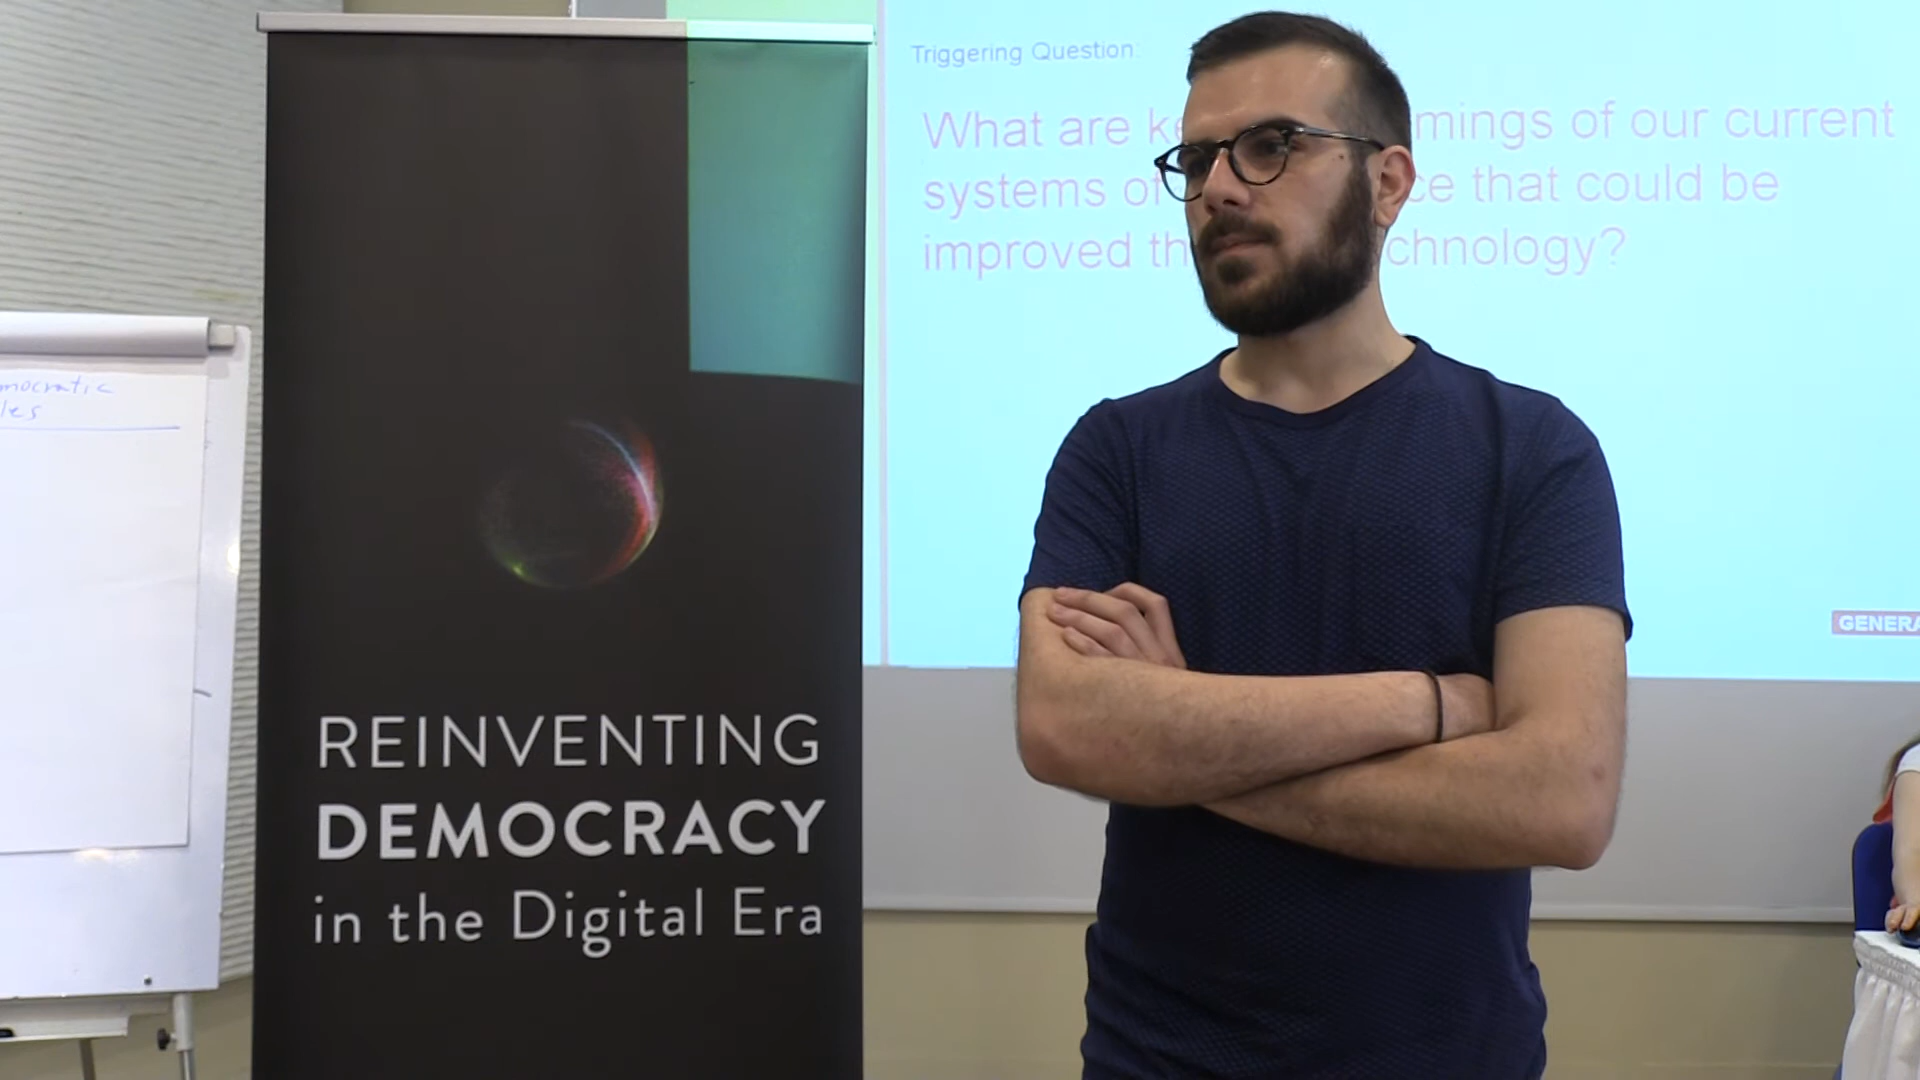 mocratic
les
REINVENTING
DEMOCRACY
in the Digital Era
Triggering Question:
What are ke mings of our current
systems of ce that could be
improved th chnology?
GENERA